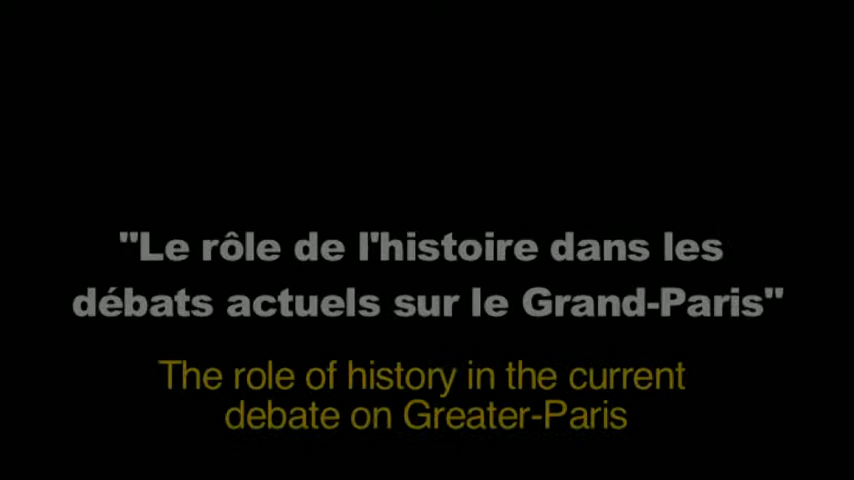 "Le rôle de l'histoire dans les
débats actuels sur le Grand-Paris"
The role of history in the current
debate on Greater-Paris